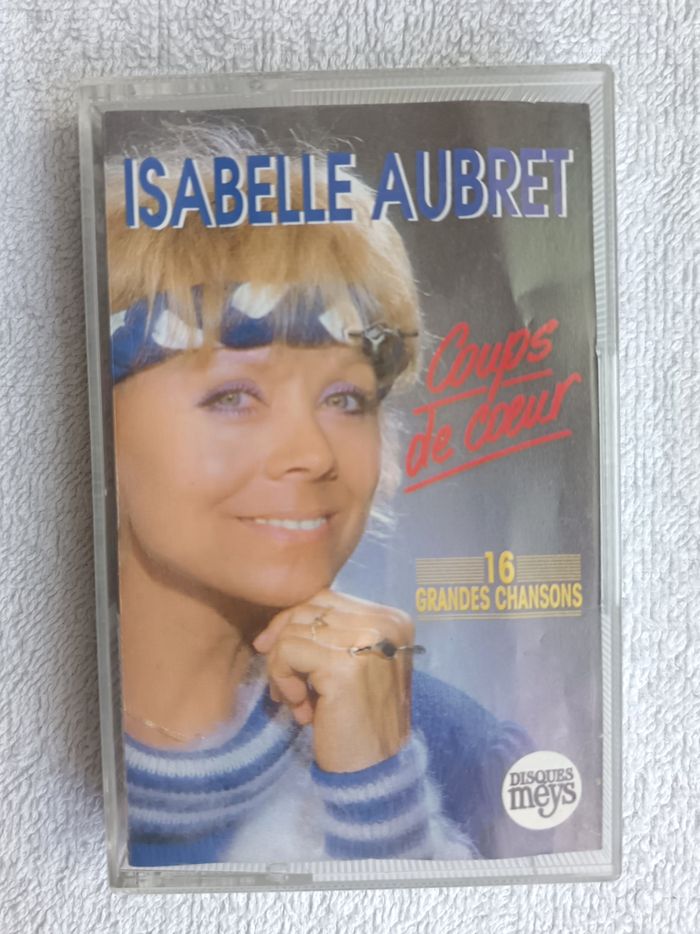 ISABELLE AUBRET
Coups
de cœur
16
GRANDES CHANSONS
DISQUES
meys